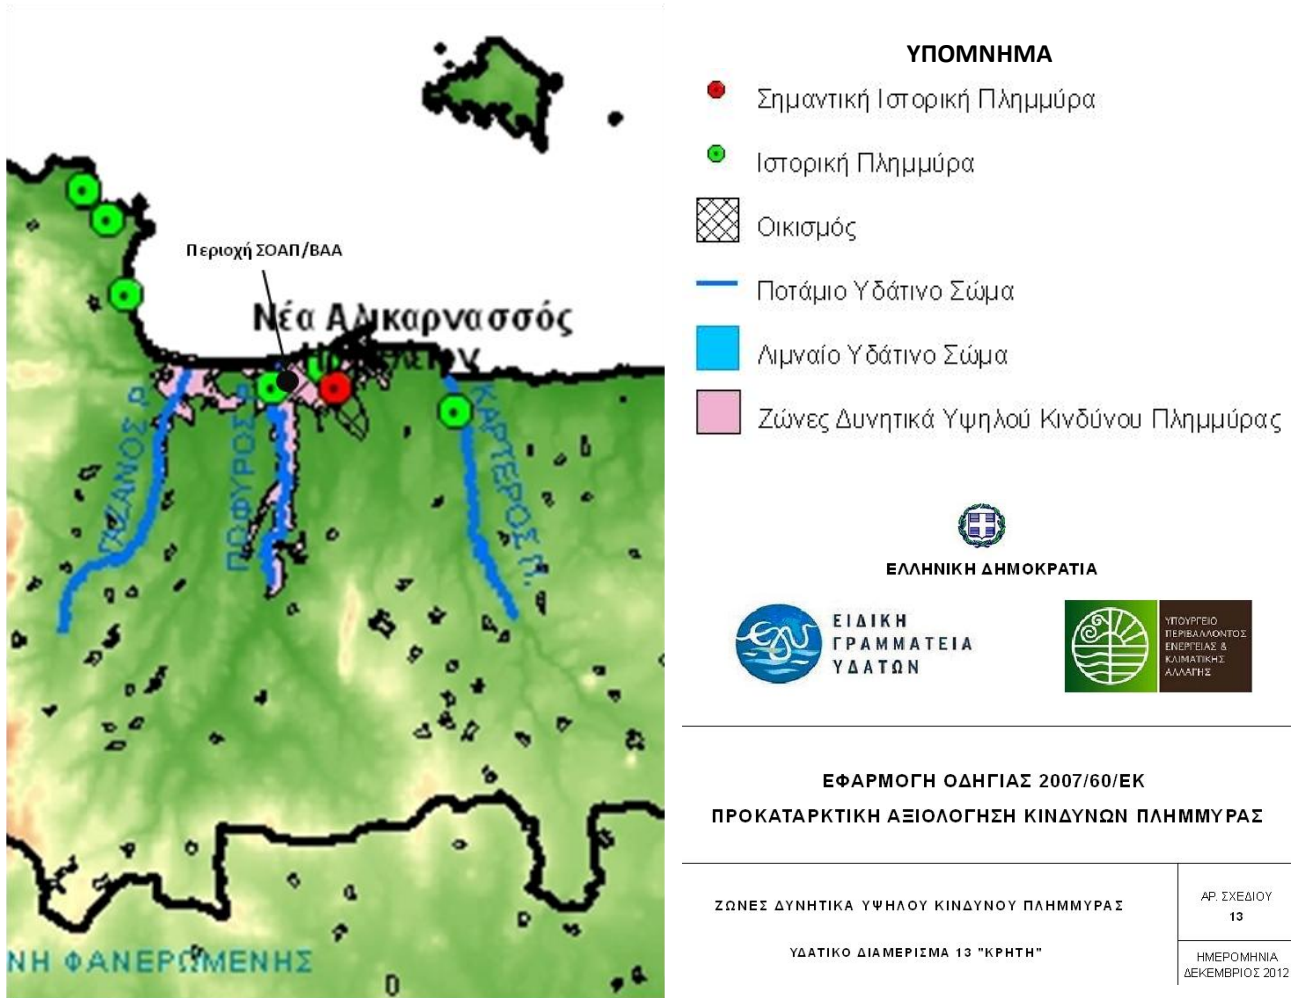 Περιοχή ΣΟΑΠ/ΒΑΑ
Νέα Αλικαρνασσός
ΓΑΖΑΝΟΣ Ρ.
ΠΩΦΥΡΟΣ Ρ.
ΚΑΡΤΕΡΟΣ Π.
ΝΗ ΦΑΝΕΡΩΜΕΝΗΣ
ΥΠΟΜΝΗΜΑ
Σημαντική Ιστορική Πλημμύρα
Ιστορική Πλημμύρα
Οικισμός
Ποτάμιο Υδάτινο Σώμα
Λιμναίο Υδάτινο Σώμα
Ζώνες Δυνητικά Υψηλού Κινδύνου Πλημμύρας
ΕΛΛΗΝΙΚΗ ΔΗΜΟΚΡΑΤΙΑ
ΕΙΔΙΚΗ
ΓΡΑΜΜΑΤΕΙΑ
ΥΔΑΤΩΝ
ΥΠΟΥΡΓΕΙΟ
ΠΕΡΙΒΑΛΛΟΝΤΟΣ
ΕΝΕΡΓΕΙΑΣ &
ΚΛΙΜΑΤΙΚΗΣ
ΑΛΛΑΓΗΣ
ΕΦΑΡΜΟΓΗ ΟΔΗΓΙΑΣ 2007/60/ΕΚ
ΠΡΟΚΑΤΑΡΚΤΙΚΗ ΑΞΙΟΛΟΓΗΣΗ ΚΙΝΔΥΝΩΝ ΠΛΗΜΜΥΡΑΣ
ΖΩΝΕΣ ΔΥΝΗΤΙΚΑ ΥΨΗΛΟΥ ΚΙΝΔΥΝΟΥ ΠΛΗΜΜΥΡΑΣ
ΥΔΑΤΙΚΟ ΔΙΑΜΕΡΙΣΜΑ 13 "ΚΡΗΤΗ"
ΑΡ. ΣΧΕΔΙΟΥ
13
ΗΜΕΡΟΜΗΝΙΑ
ΔΕΚΕΜΒΡΙΟΣ 2012